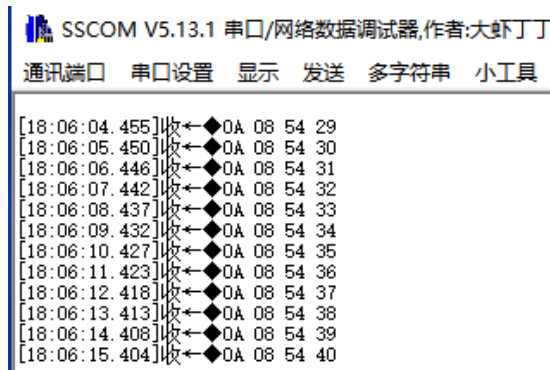 SSCOM V5.13.1 串口/网络数据调试器,作者:大虾丁丁
通讯端口 串口设置 显示 发送 多字符串 小工具
[18:06:04.455]收←◆0A 08 54 29
[18:06:05.450]收←◆0A 08 54 30
[18:06:06.446]收←◆0A 08 54 31
[18:06:07.442]收←◆0A 08 54 32
[18:06:08.437]收←◆0A 08 54 33
[18:06:09.432]收←◆0A 08 54 34
[18:06:10.427]收←◆0A 08 54 35
[18:06:11.423]收←◆0A 08 54 36
[18:06:12.418]收←◆0A 08 54 37
[18:06:13.413]收←◆0A 08 54 38
[18:06:14.408]收←◆0A 08 54 39
[18:06:15.404]收←◆0A 08 54 40